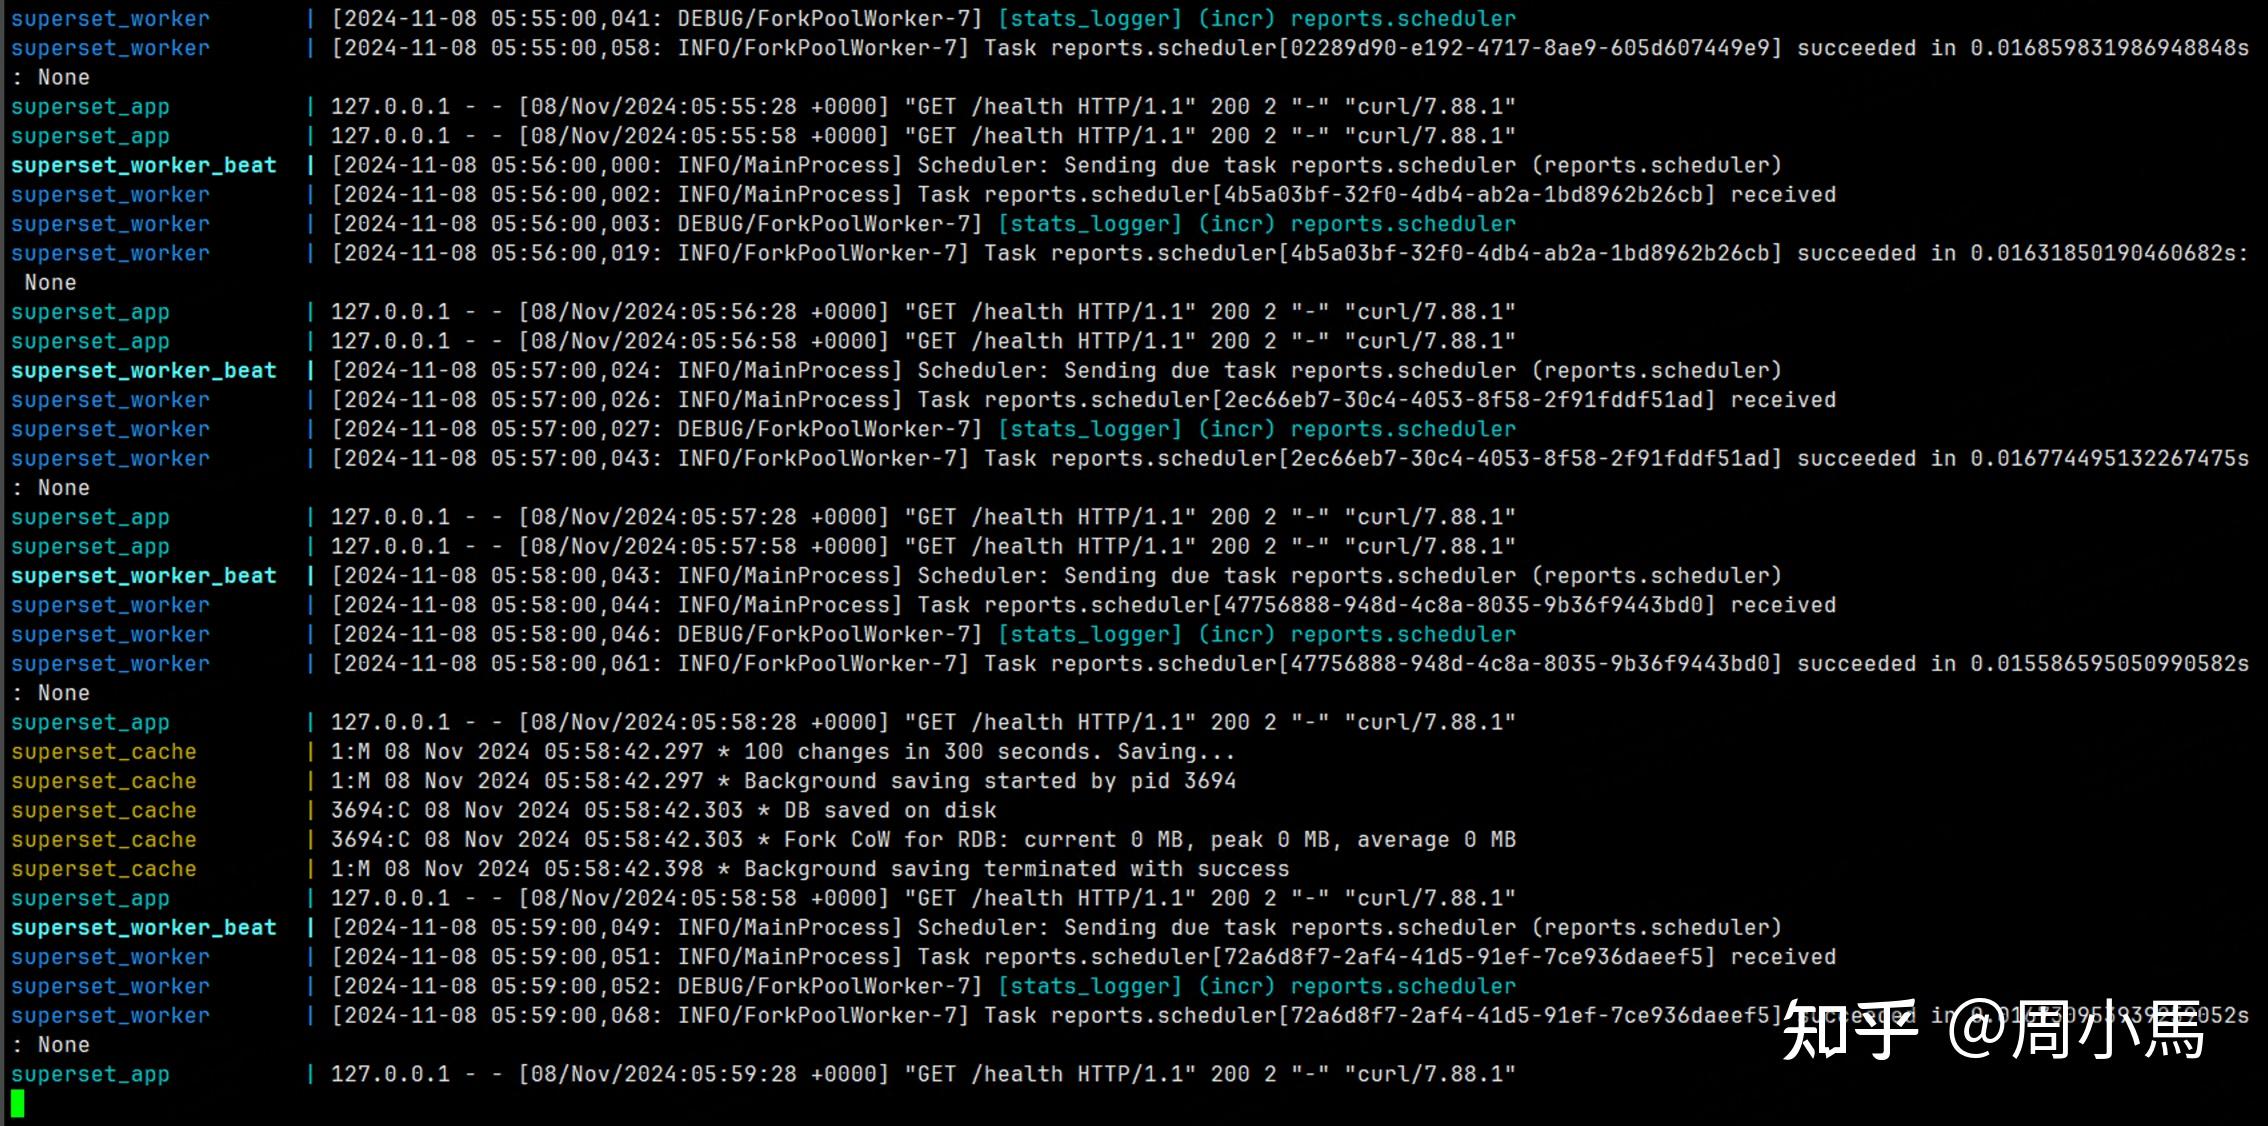 superset_worker | [2024-11-08 05:55:00,041: DEBUG/ForkPoolWorker-7] [stats_logger] (incr) reports.scheduler
superset_worker | [2024-11-08 05:55:00,058: INFO/ForkPoolWorker-7] Task reports.scheduler[02289d90-e192-4717-8ae9-605d607449e9] succeeded in 0.016859831986948848s
: None
superset_app | 127.0.0.1 - - [08/Nov/2024:05:55:28 +0000] "GET /health HTTP/1.1" 200 2 "-" "curl/7.88.1"
superset_app | 127.0.0.1 - - [08/Nov/2024:05:55:58 +0000] "GET /health HTTP/1.1" 200 2 "-" "curl/7.88.1"
superset_worker_beat | [2024-11-08 05:56:00,000: INFO/MainProcess] Scheduler: Sending due task reports.scheduler (reports.scheduler)
superset_worker | [2024-11-08 05:56:00,002: INFO/MainProcess] Task reports.scheduler[4b5a03bf-32f0-4db4-ab2a-1bd8962b26cb] received
superset_worker | [2024-11-08 05:56:00,003: DEBUG/ForkPoolWorker-7] [stats_logger] (incr) reports.scheduler
superset_worker | [2024-11-08 05:56:00,019: INFO/ForkPoolWorker-7] Task reports.scheduler[4b5a03bf-32f0-4db4-ab2a-1bd8962b26cb] succeeded in 0.01631850190460682s:
None
superset_app | 127.0.0.1 - - [08/Nov/2024:05:56:28 +0000] "GET /health HTTP/1.1" 200 2 "-" "curl/7.88.1"
superset_app | 127.0.0.1 - - [08/Nov/2024:05:56:58 +0000] "GET /health HTTP/1.1" 200 2 "-" "curl/7.88.1"
superset_worker_beat | [2024-11-08 05:57:00,024: INFO/MainProcess] Scheduler: Sending due task reports.scheduler (reports.scheduler)
superset_worker | [2024-11-08 05:57:00,026: INFO/MainProcess] Task reports.scheduler[2ec66eb7-30c4-4053-8f58-2f91fddf51ad] received
superset_worker | [2024-11-08 05:57:00,027: DEBUG/ForkPoolWorker-7] [stats_logger] (incr) reports.scheduler
superset_worker | [2024-11-08 05:57:00,043: INFO/ForkPoolWorker-7] Task reports.scheduler[2ec66eb7-30c4-4053-8f58-2f91fddf51ad] succeeded in 0.016774495132267475s
: None
superset_app | 127.0.0.1 - - [08/Nov/2024:05:57:28 +0000] "GET /health HTTP/1.1" 200 2 "-" "curl/7.88.1"
superset_app | 127.0.0.1 - - [08/Nov/2024:05:57:58 +0000] "GET /health HTTP/1.1" 200 2 "-" "curl/7.88.1"
superset_worker_beat | [2024-11-08 05:58:00,043: INFO/MainProcess] Scheduler: Sending due task reports.scheduler (reports.scheduler)
superset_worker | [2024-11-08 05:58:00,044: INFO/MainProcess] Task reports.scheduler[47756888-948d-4c8a-8035-9b36f9443bd0] received
superset_worker | [2024-11-08 05:58:00,046: DEBUG/ForkPoolWorker-7] [stats_logger] (incr) reports.scheduler
superset_worker | [2024-11-08 05:58:00,061: INFO/ForkPoolWorker-7] Task reports.scheduler[47756888-948d-4c8a-8035-9b36f9443bd0] succeeded in 0.015586595050990582s
: None
superset_app | 127.0.0.1 - - [08/Nov/2024:05:58:28 +0000] "GET /health HTTP/1.1" 200 2 "-" "curl/7.88.1"
superset_cache | 1:M 08 Nov 2024 05:58:42.297 * 100 changes in 300 seconds. Saving...
superset_cache | 1:M 08 Nov 2024 05:58:42.297 * Background saving started by pid 3694
superset_cache | 3694:C 08 Nov 2024 05:58:42.303 * DB saved on disk
superset_cache | 3694:C 08 Nov 2024 05:58:42.303 * Fork CoW for RDB: current 0 MB, peak 0 MB, average 0 MB
superset_cache | 1:M 08 Nov 2024 05:58:42.398 * Background saving terminated with success
superset_app | 127.0.0.1 - - [08/Nov/2024:05:58:58 +0000] "GET /health HTTP/1.1" 200 2 "-" "curl/7.88.1"
superset_worker_beat | [2024-11-08 05:59:00,049: INFO/MainProcess] Scheduler: Sending due task reports.scheduler (reports.scheduler)
superset_worker | [2024-11-08 05:59:00,051: INFO/MainProcess] Task reports.scheduler[72a6d8f7-2af4-41d5-91ef-7ce936daeef5] received
superset_worker | [2024-11-08 05:59:00,052: DEBUG/ForkPoolWorker-7] [stats_logger] (incr) reports.scheduler
superset_worker | [2024-11-08 05:59:00,068: INFO/ForkPoolWorker-7] Task reports.scheduler[72a6d8f7-2af4-41d5-91ef-7ce936daeef5] succeeded in
: None
superset_app | 127.0.0.1 - - [08/Nov/2024:05:59:28 +0000] "GET /health HTTP/1.1" 200 2 "-" "curl/7.88.1"
知乎 @周小馬